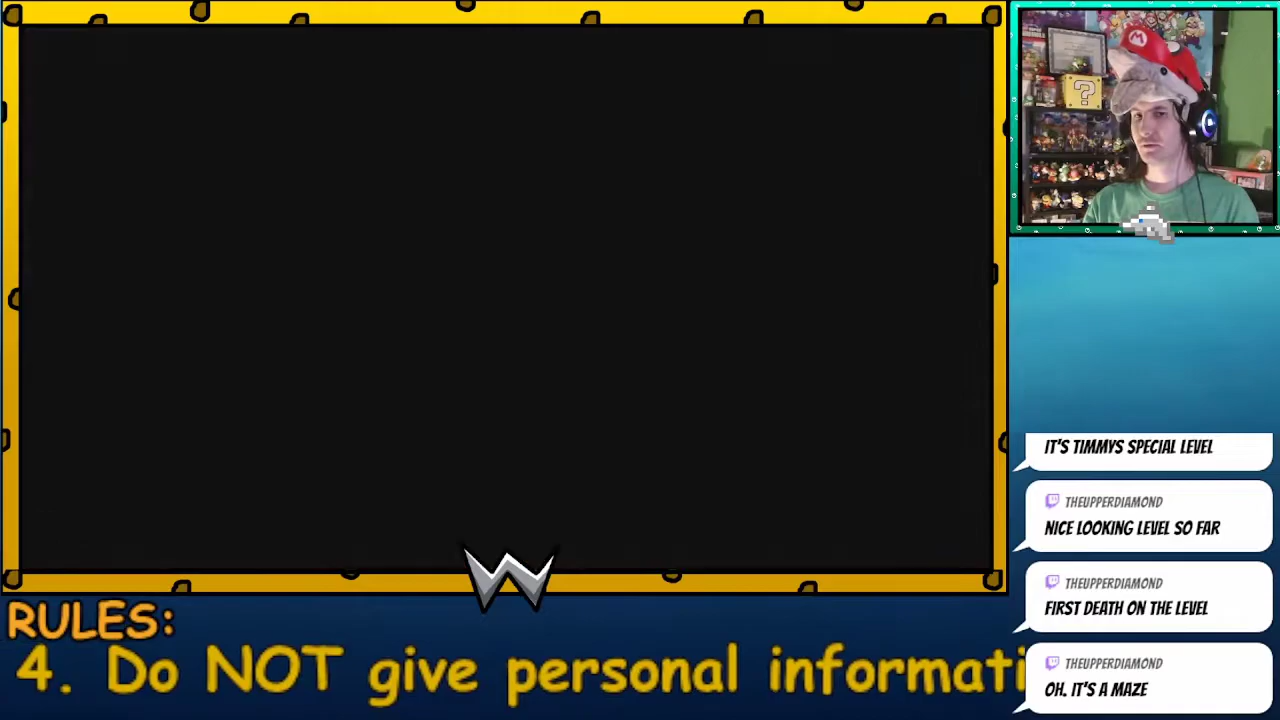 M
?
W
IT'S TIMMYS SPECIAL LEVEL
THEUPPERDIAMOND
NICE LOOKING LEVEL SO FAR
THEUPPERDIAMOND
FIRST DEATH ON THE LEVEL
THEUPPERDIAMOND
OH. IT'S A MAZE
RULES:
4. Do NOT give personal informati